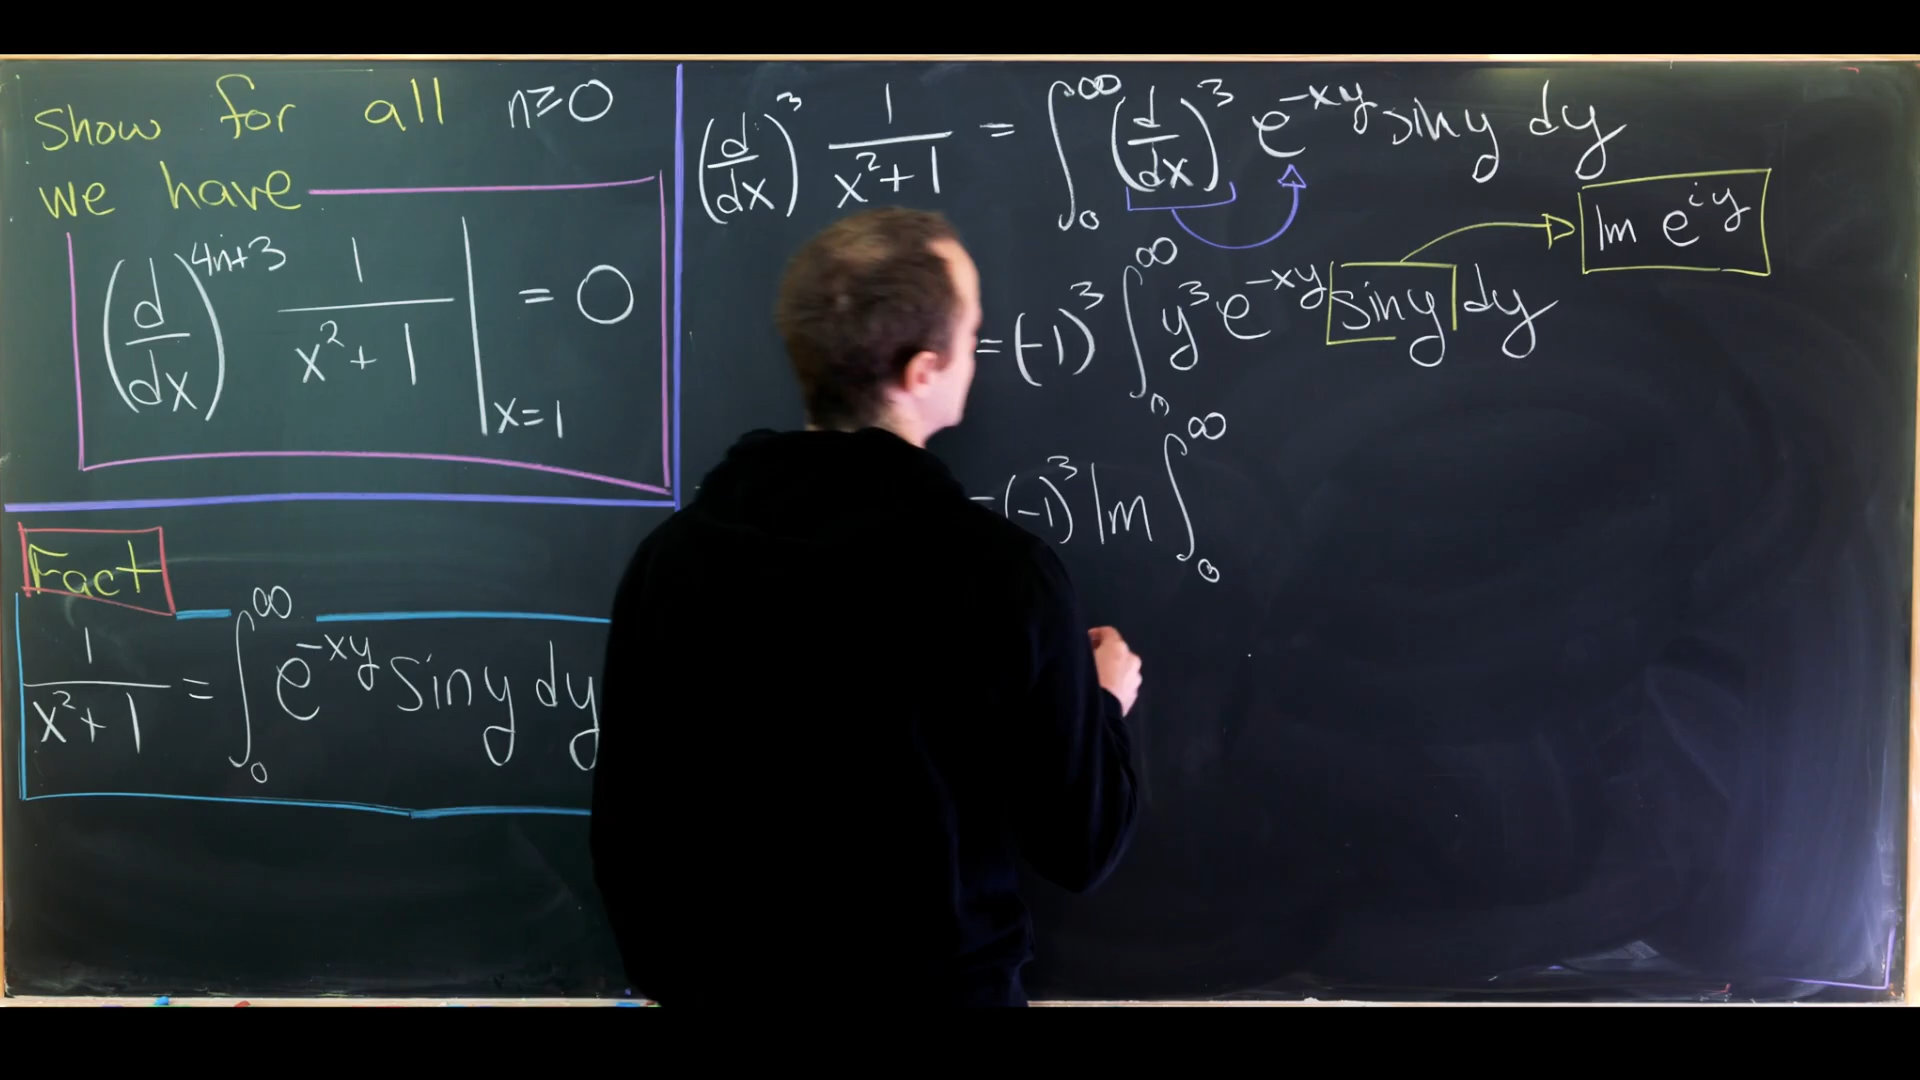 Show for all n≥0
we have
(d/dx)^{4n+3} 1/(x²+1) |_{x=1} = 0
Fact
1/(x²+1) = ∫_0^∞ e^{-xy} sin y dy
(d/dx)^3 1/(x²+1) = ∫_0^∞ (d/dx)^3 e^{-xy} sin y dy
Im e^{iy}
= (-1)^3 ∫_0^∞ y^3 e^{-xy} sin y dy
= (-1)^3 Im ∫_0^∞